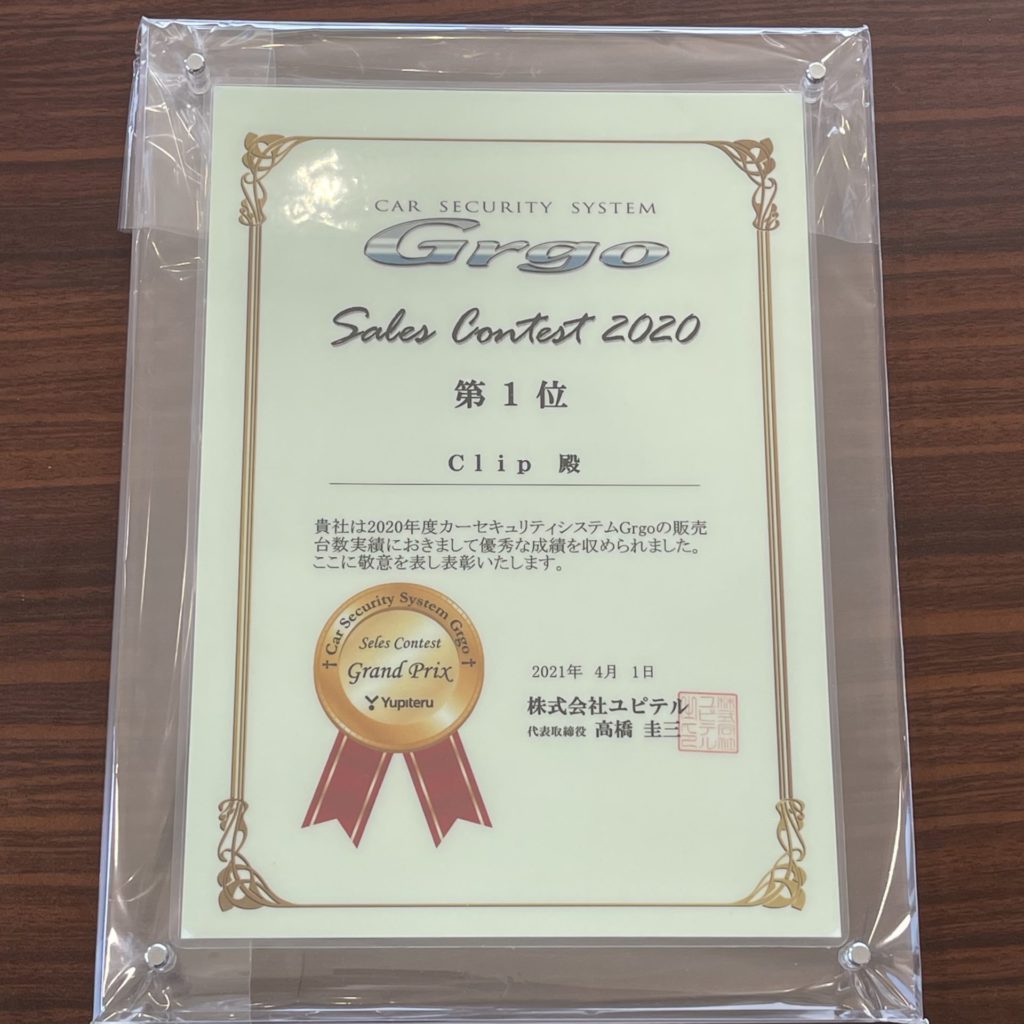 CAR SECURITY SYSTEM
Grgo
Sales Contest 2020
第1位
Clip 殿
貴社は2020年度カーセキュリティシステムGrgoの販売
台数実績におきまして優秀な成績を収められました。
ここに敬意を表し表彰いたします。
Car Security System Grgo
Seles Contest
Grand Prix
Yupiteru
2021年 4月 1日
株式会社ユピテル
代表取締役 高橋 圭三